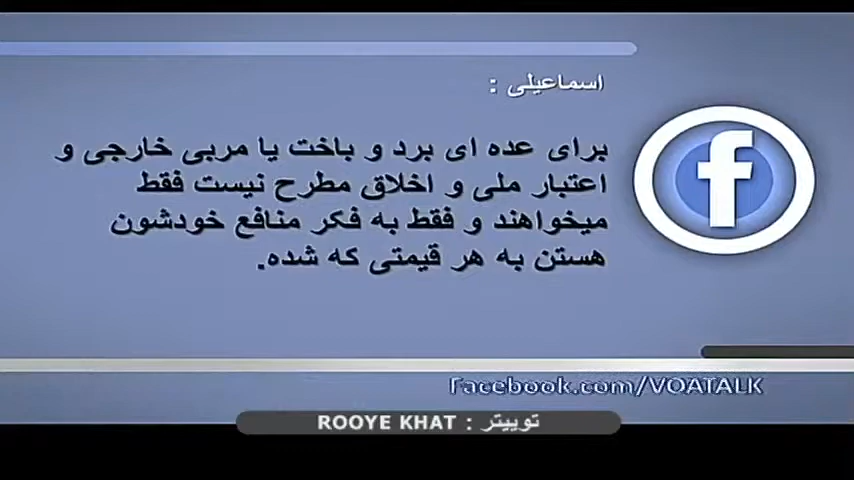 اسماعیلی :
برای عده ای برد و باخت یا مربی خارجی و
اعتبار ملی و اخلاق مطرح نیست فقط
میخواهند و فقط به فکر منافع خودشون
هستن به هر قیمتی که شده.
Facebook.com/VOATALK
توییتر : ROOYE KHAT